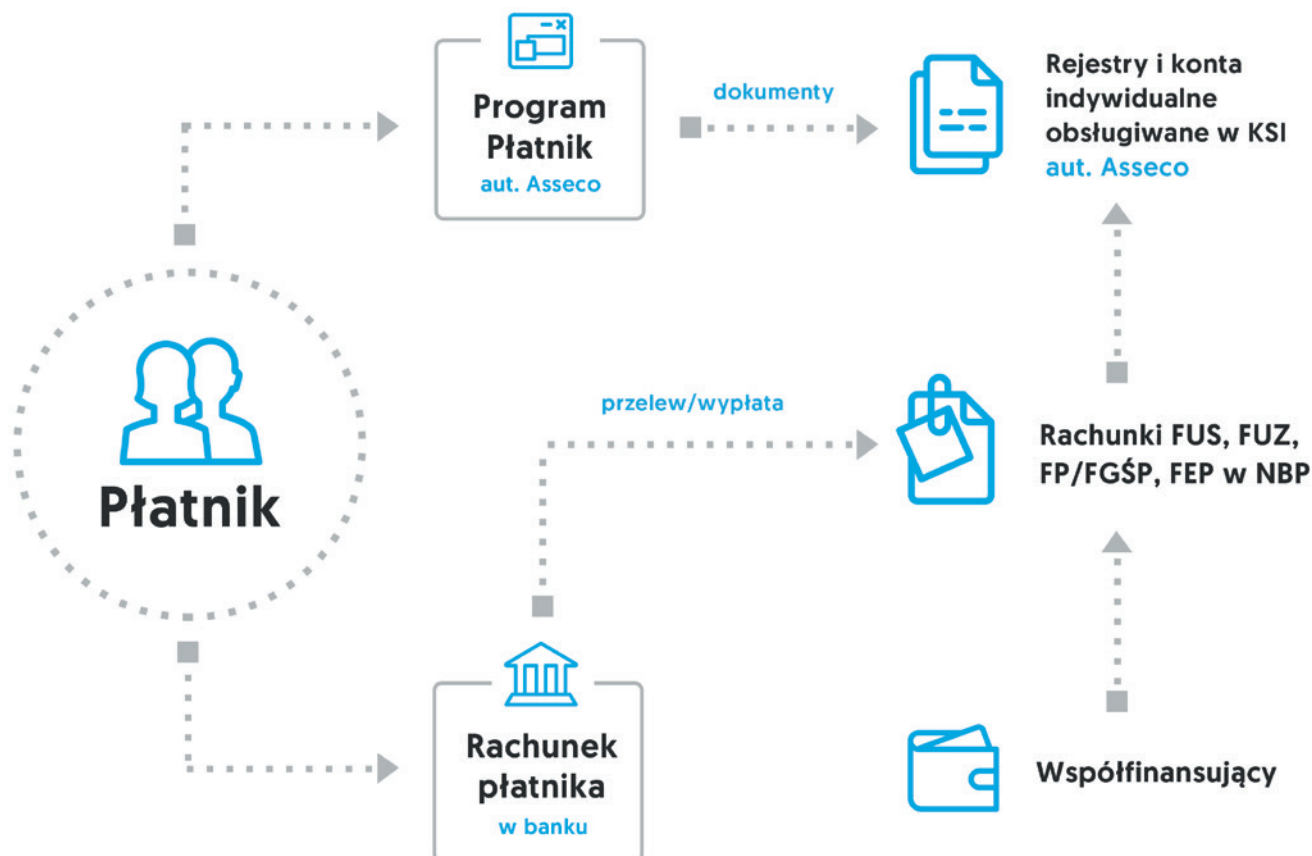 Program
Płatnik
aut. Asseco
dokumenty
Rejestry i konta
indywidualne
obsługiwane w KSI
aut. Asseco
Płatnik
przelew/wypłata
Rachunki FUS, FUZ,
FP/FGŚP, FEP w NBP
Rachunek
płatnika
w banku
Współfinansujący